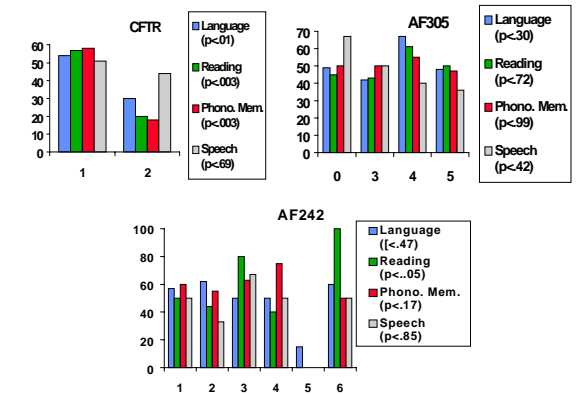 CFTR
60
50
40
30
20
10
0
1 2
Language
(p<.01)
Reading
(p<.003)
Phono. Mem.
(p<.003)
Speech
(p<.69)
AF305
70
60
50
40
30
20
10
0
0 3 4 5
Language
(p<.30)
Reading
(p<.72)
Phono. Mem.
(p<.99)
Speech
(p<.42)
AF242
100
80
60
40
20
0
1 2 3 4 5 6
Language
([<.47)
Reading
(p<..05)
Phono. Mem.
(p<.17)
Speech
(p<.85)